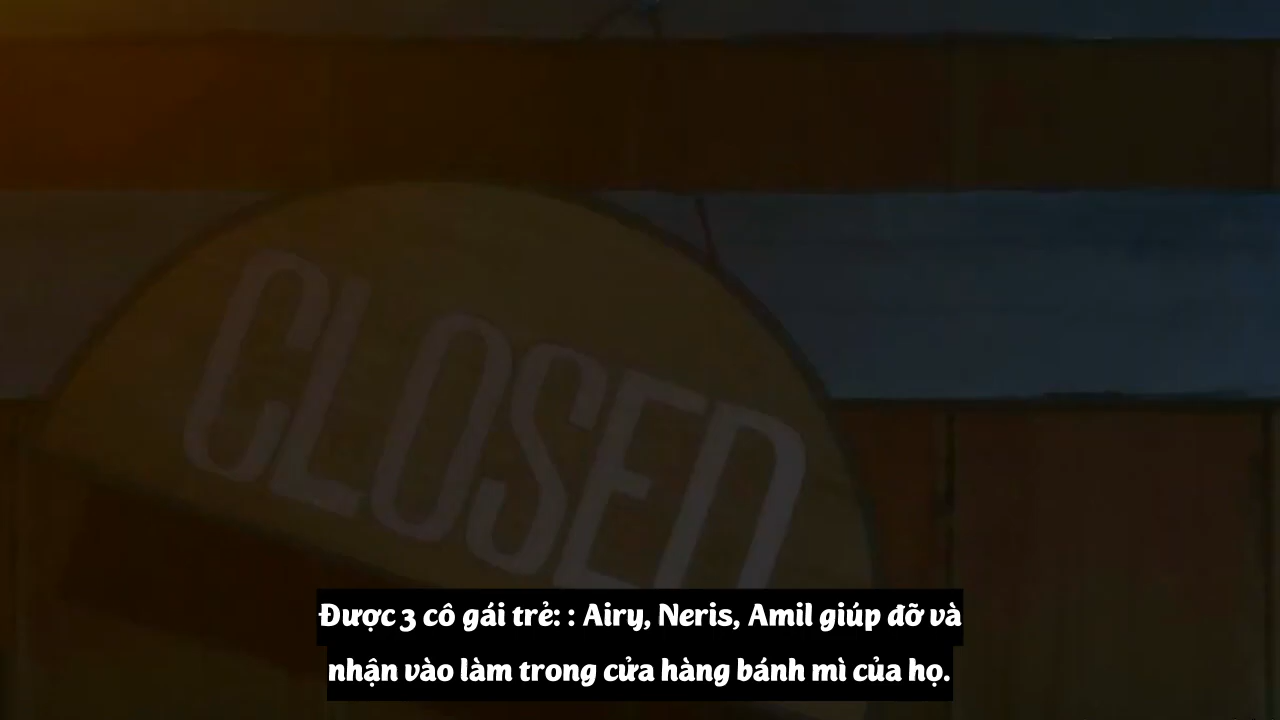 CLOSED
Được 3 cô gái trẻ: : Airy, Neris, Amil giúp đỡ và
nhận vào làm trong cửa hàng bánh mì của họ.